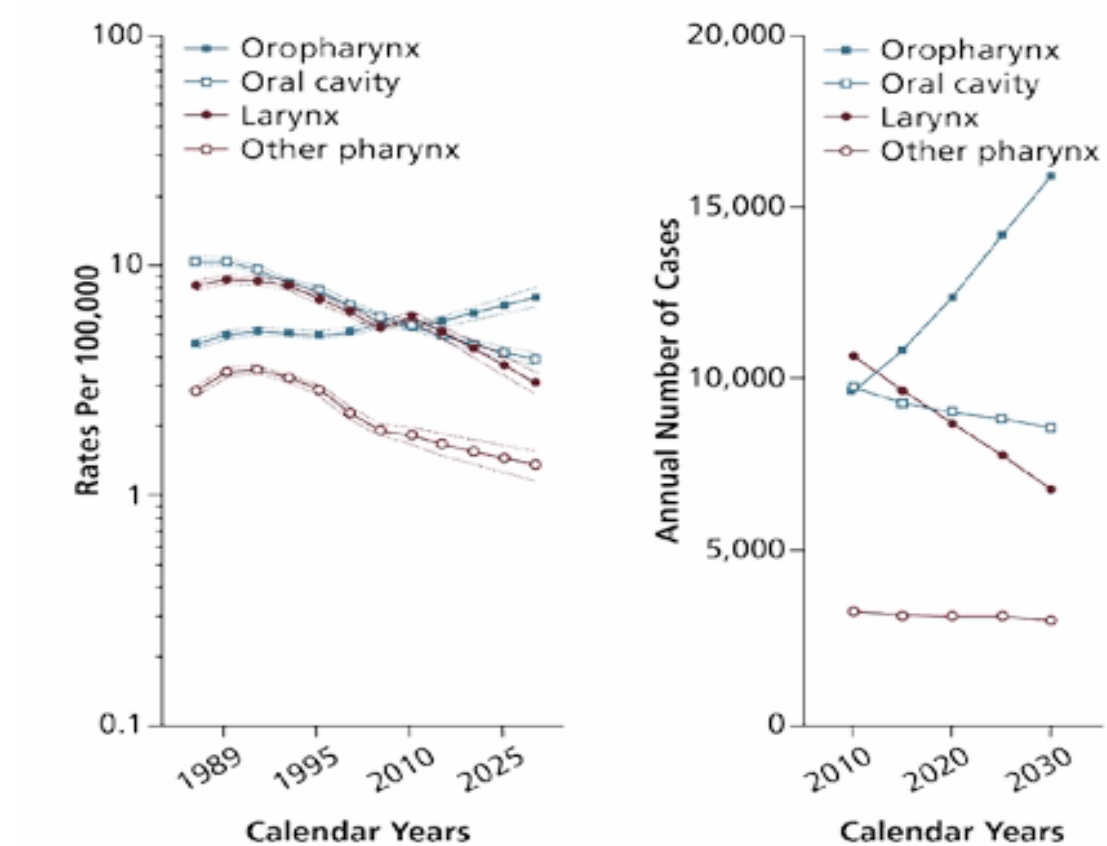 100
Oropharynx
Oral cavity
Larynx
Other pharynx
10
1
0.1
Rates Per 100,000
1989
1995
2010
2025
Calendar Years
20,000
Oropharynx
Oral cavity
Larynx
Other pharynx
15,000
10,000
5,000
0
Annual Number of Cases
2010
2020
2030
Calendar Years